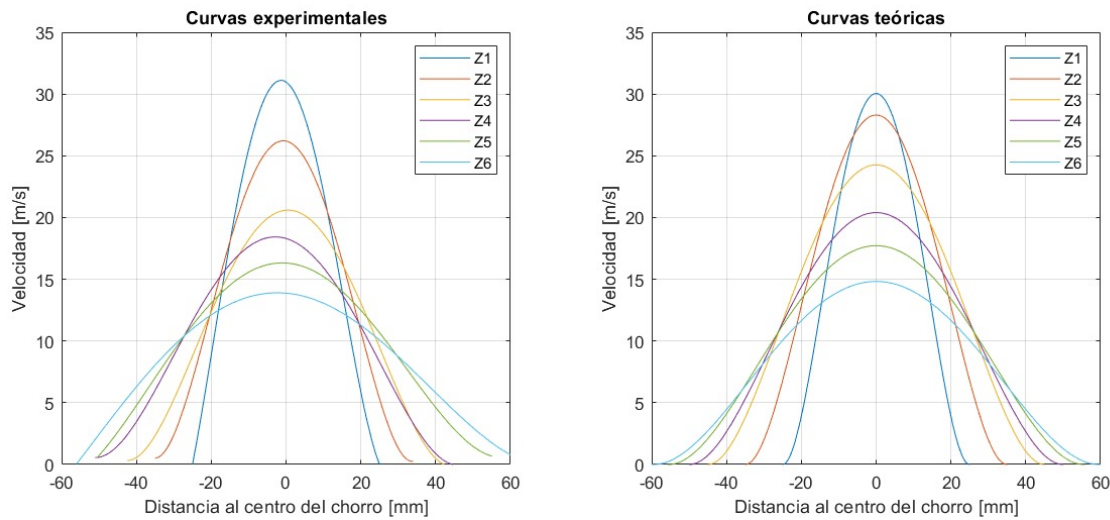 Curvas experimentales
35
30
25
20
15
10
5
0
Velocidad [m/s]
-60 -40 -20 0 20 40 60
Distancia al centro del chorro [mm]
Z1
Z2
Z3
Z4
Z5
Z6
Curvas teóricas
35
30
25
20
15
10
5
0
Velocidad [m/s]
-60 -40 -20 0 20 40 60
Distancia al centro del chorro [mm]
Z1
Z2
Z3
Z4
Z5
Z6